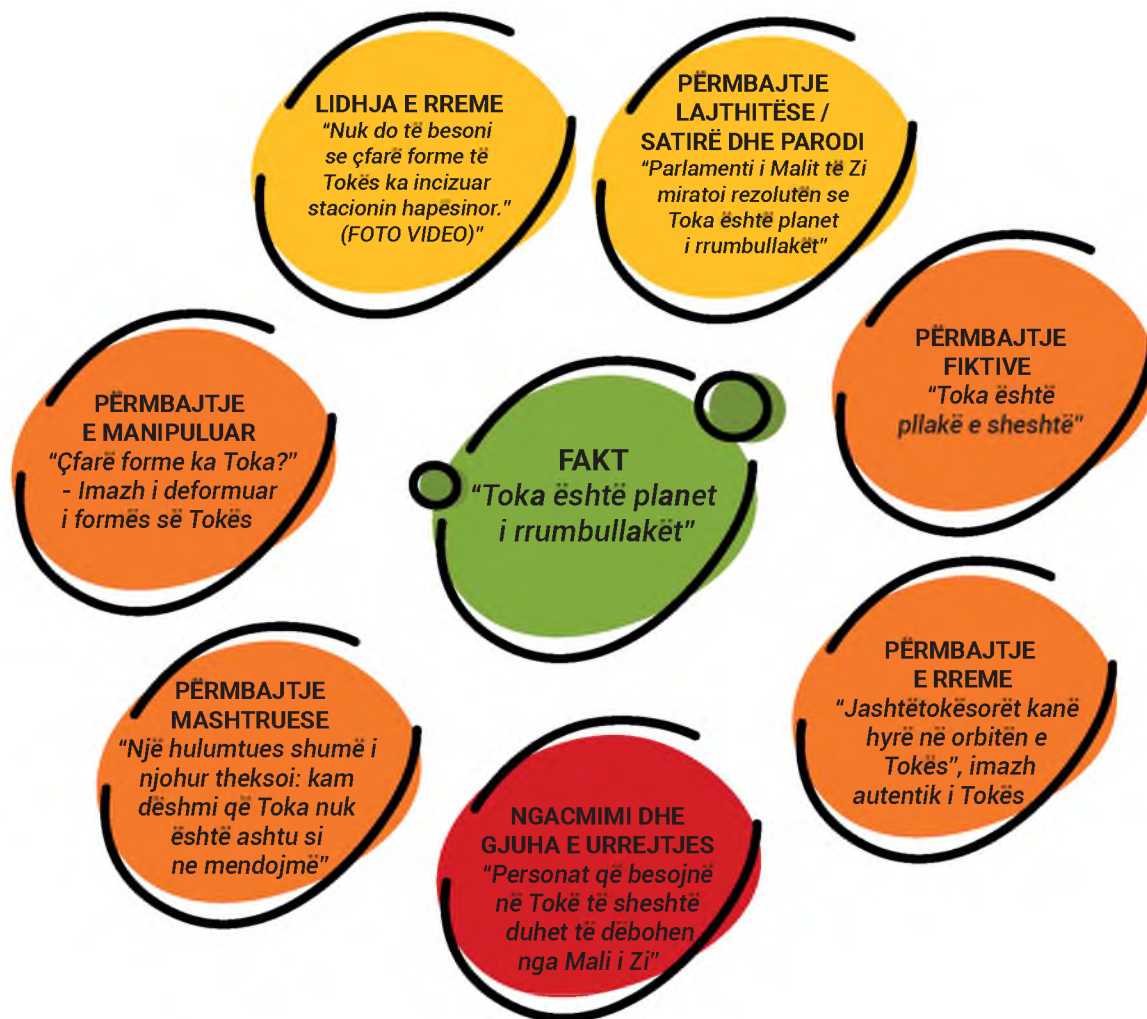 LIDHJA E RREME
“Nuk do të besoni
se çfarë forme të
Tokës ka incizuar
stacionin hapësinor.”
(FOTO VIDEO)”
PËRMBAJTJE
LAJTHITËSE /
SATIRË DHE PARODI
“Parlamenti i Malit të Zi
miratoi rezolutën se
Toka është planet
i rrumbullakët”
PËRMBAJTJE
FIKTIVE
“Toka është
pllakë e sheshtë”
PËRMBAJTJE
E MANIPULUAR
“Çfarë forme ka Toka?”
- Imazh i deformuar
i formës së Tokës
FAKT
“Toka është planet
i rrumbullakët”
PËRMBAJTJE
E RREME
“Jashtëtokësorët kanë
hyrë në orbitën e
Tokës”, imazh
autentik i Tokës
PËRMBAJTJE
MASHTRUESE
“Një hulumtues shumë i
njohur theksoi: kam
dëshmi që Toka nuk
është ashtu si
ne mendojmë”
NGACMIMI DHE
GJUHA E URREJTJES
“Personat që besojnë
në Tokë të sheshtë
duhet të dëbohen
nga Mali i Zi”